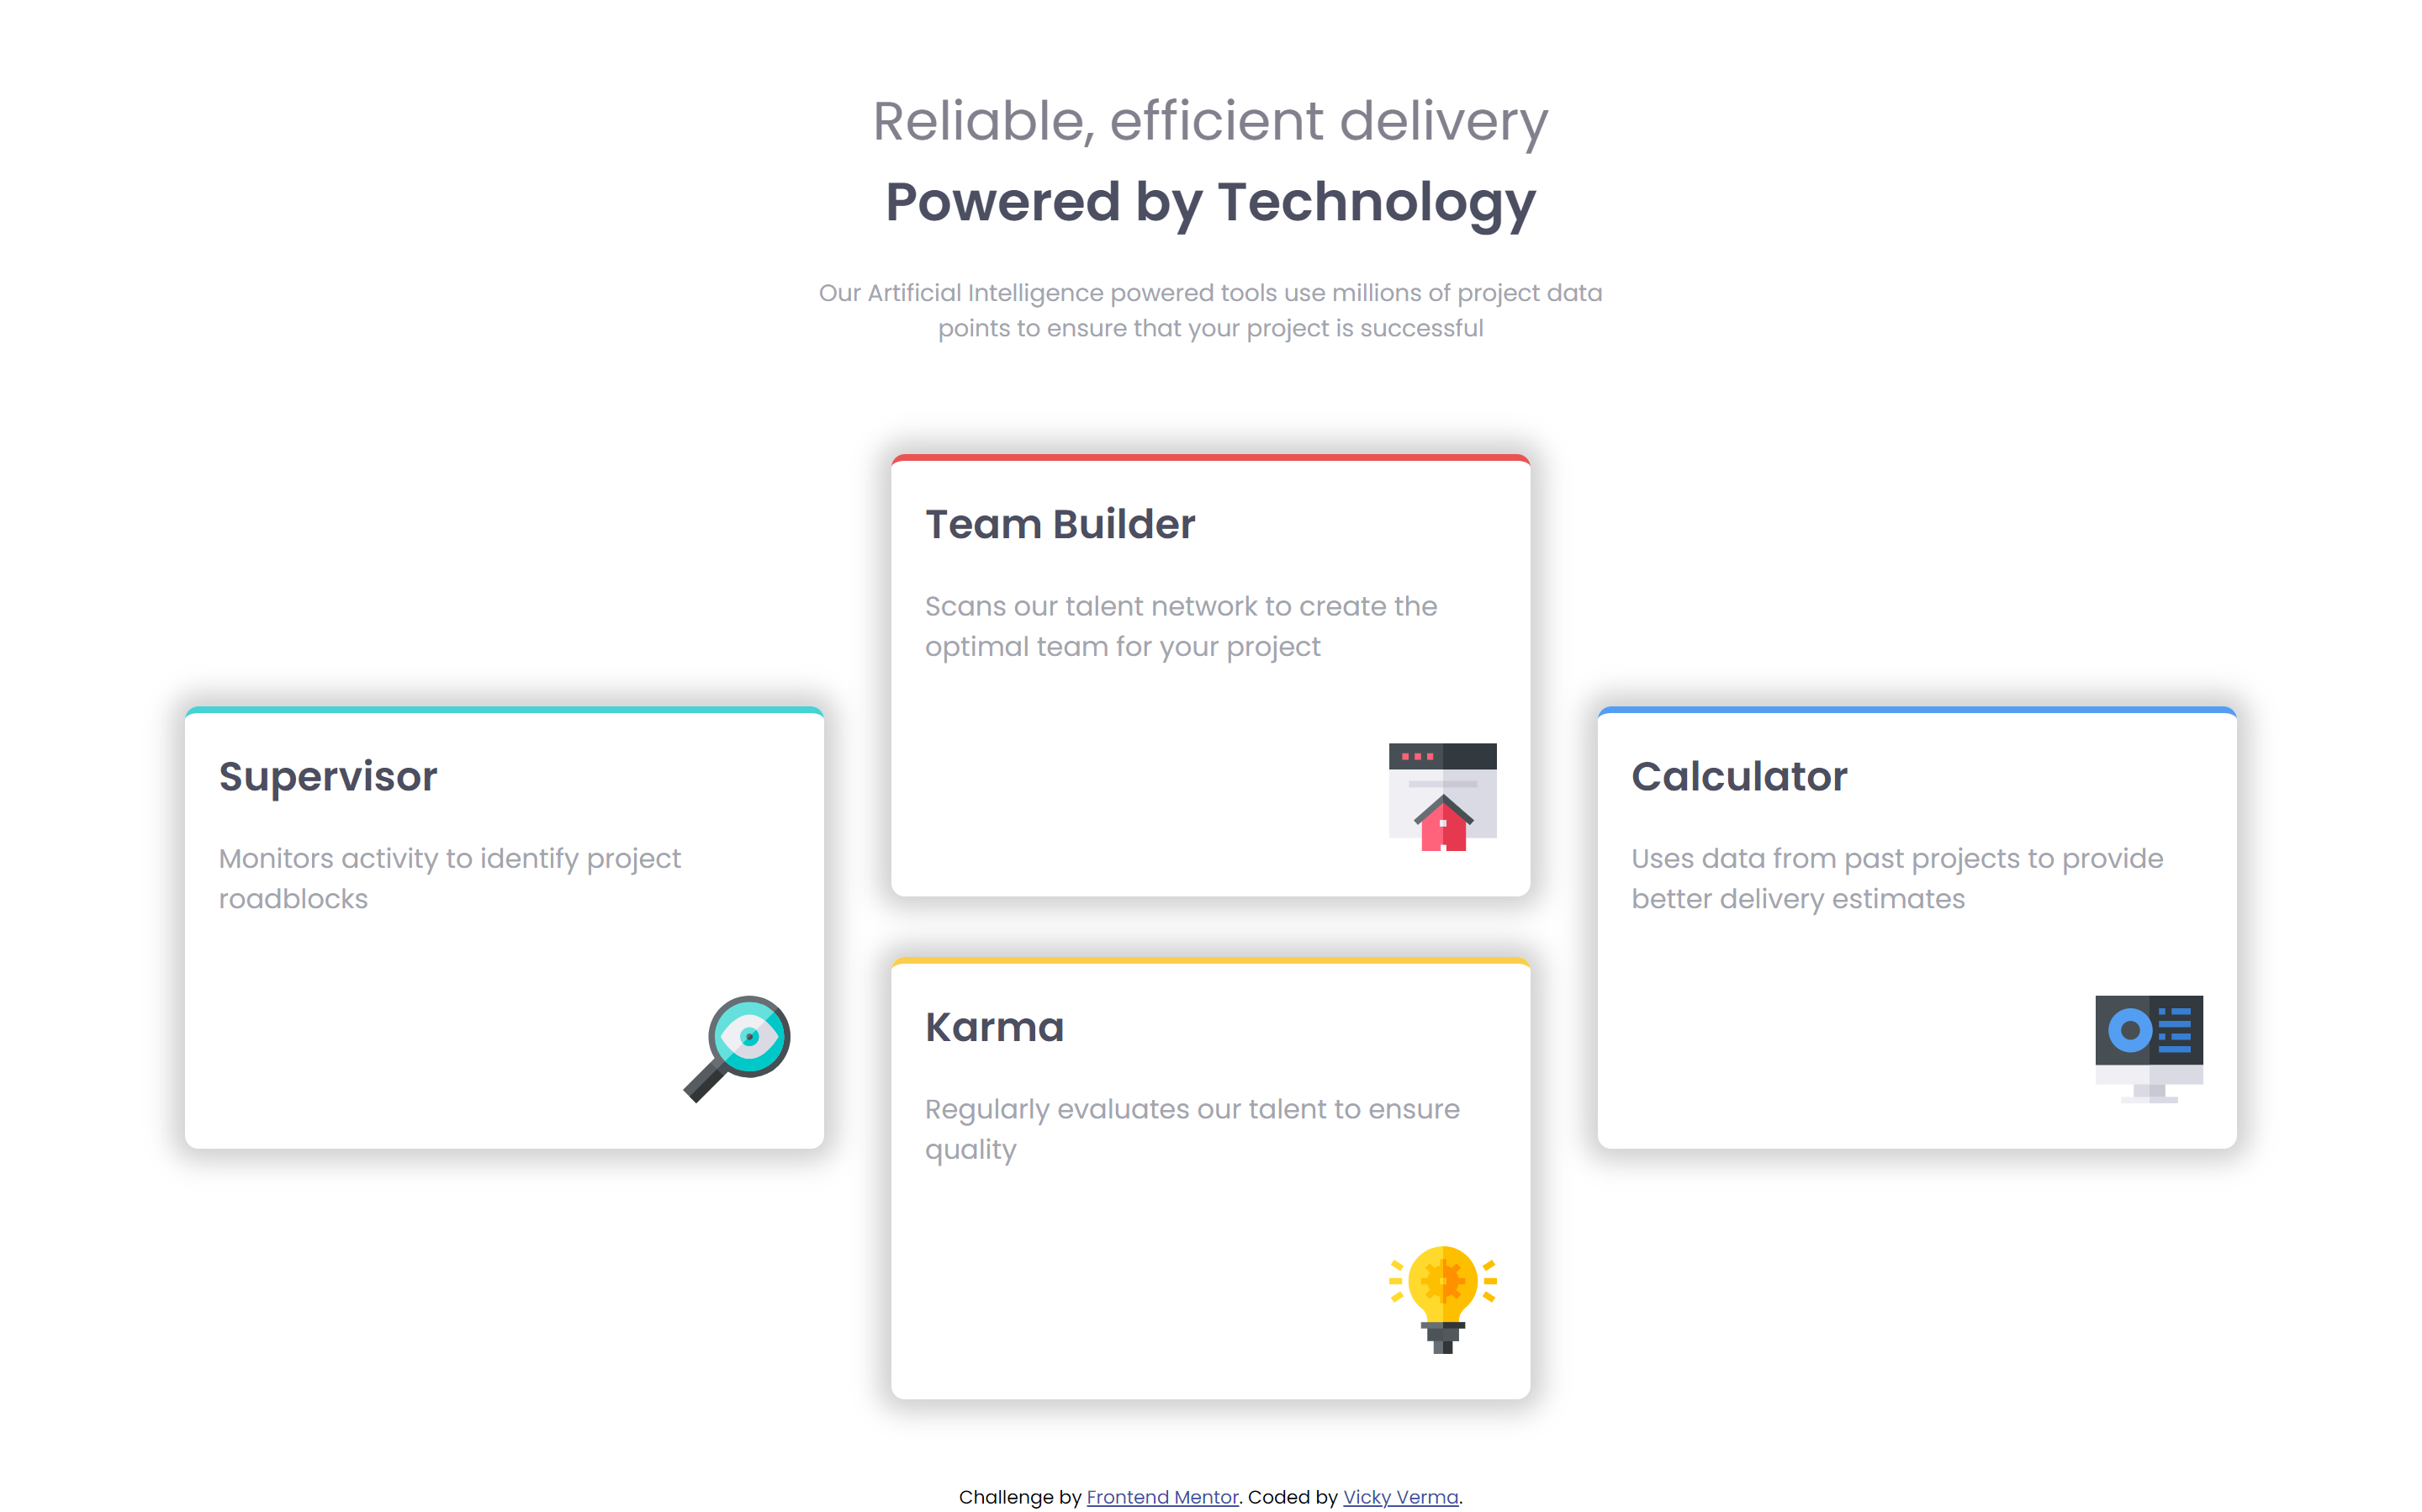 Reliable, efficient delivery
Powered by Technology
Our Artificial Intelligence powered tools use millions of project data
points to ensure that your project is successful
Supervisor
Monitors activity to identify project
roadblocks
Team Builder
Scans our talent network to create the
optimal team for your project
Karma
Regularly evaluates our talent to ensure
quality
Calculator
Uses data from past projects to provide
better delivery estimates
Challenge by Frontend Mentor. Coded by Vicky Verma.